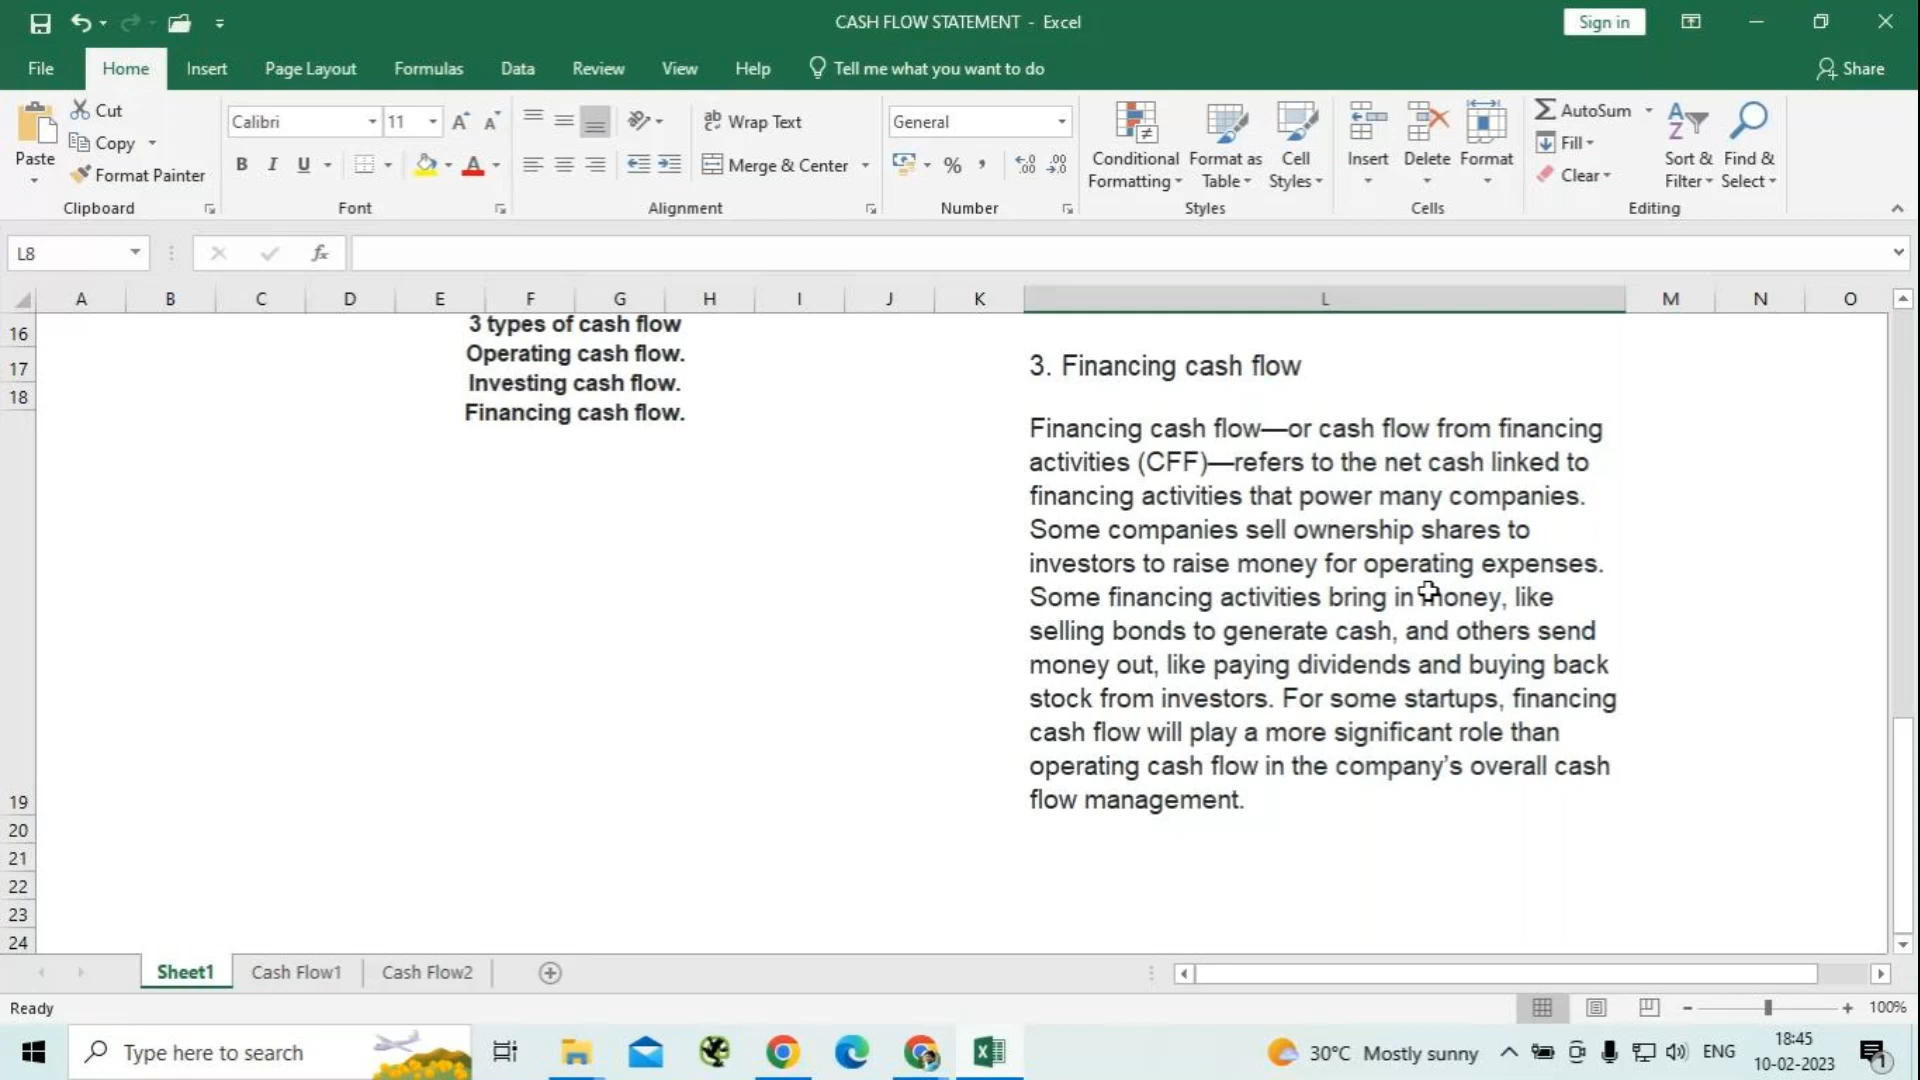 CASH FLOW STATEMENT - Excel
Sign in
File Home Insert Page Layout Formulas Data Review View Help Tell me what you want to do Share
Paste
Cut
Copy
Format Painter
Clipboard
Calibri 11
B I U
Font
Wrap Text
Merge & Center
Alignment
General
Number
Conditional Formatting
Format as Table
Cell Styles
Styles
Insert
Delete
Format
Cells
AutoSum
Fill
Clear
Sort & Filter
Find & Select
Editing
L8
fx
A B C D E F G H I J K L M N O
16
17
18
19
20
21
22
23
24
3 types of cash flow
Operating cash flow.
Investing cash flow.
Financing cash flow.
3. Financing cash flow
Financing cash flow—or cash flow from financing
activities (CFF)—refers to the net cash linked to
financing activities that power many companies.
Some companies sell ownership shares to
investors to raise money for operating expenses.
Some financing activities bring in money, like
selling bonds to generate cash, and others send
money out, like paying dividends and buying back
stock from investors. For some startups, financing
cash flow will play a more significant role than
operating cash flow in the company’s overall cash
flow management.
Sheet1 Cash Flow1 Cash Flow2
Ready
100%
Type here to search
30°C Mostly sunny
ENG
18:45
10-02-2023
1